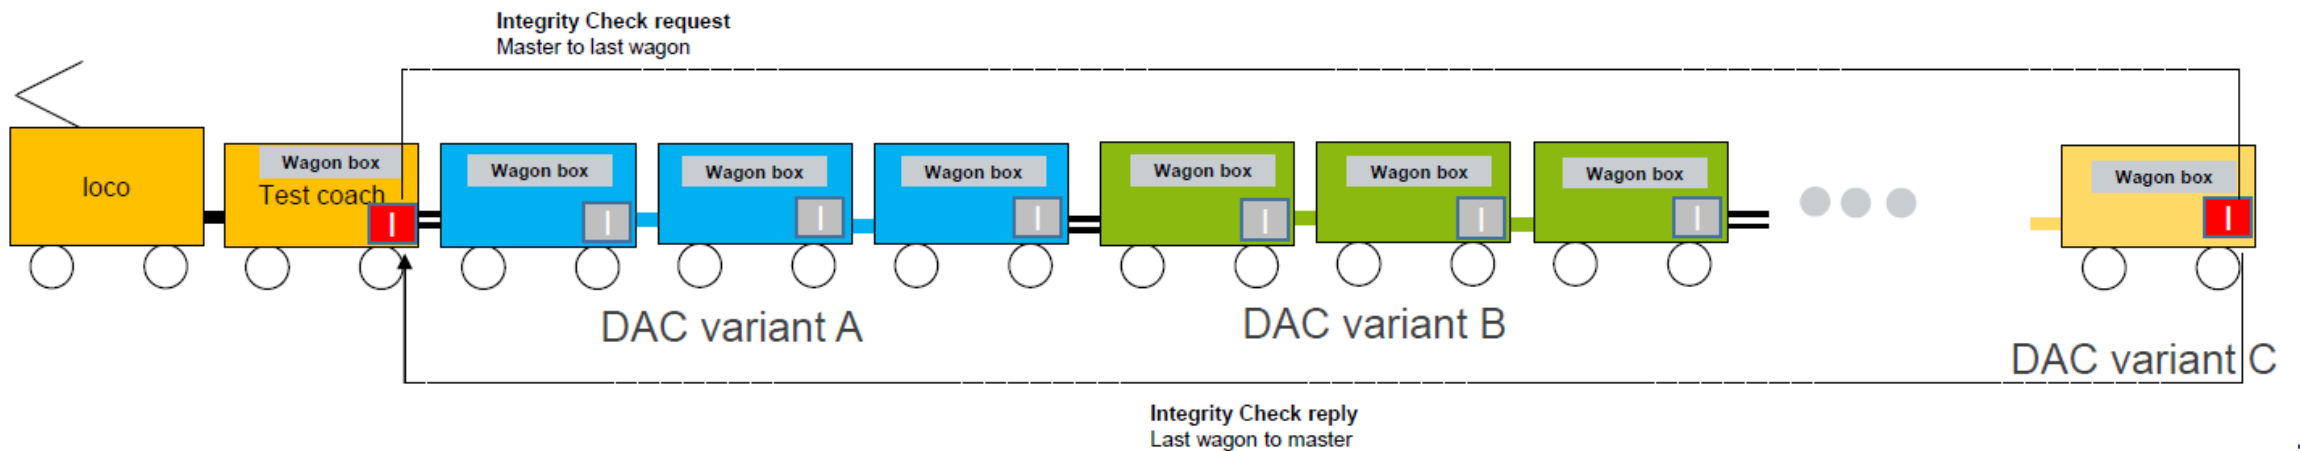 Integrity Check request
Master to last wagon
loco
Wagon box
Test coach
I
Wagon box
I
Wagon box
I
Wagon box
I
Wagon box
I
Wagon box
I
Wagon box
I
Wagon box
I
DAC variant A
DAC variant B
DAC variant C
Integrity Check reply
Last wagon to master